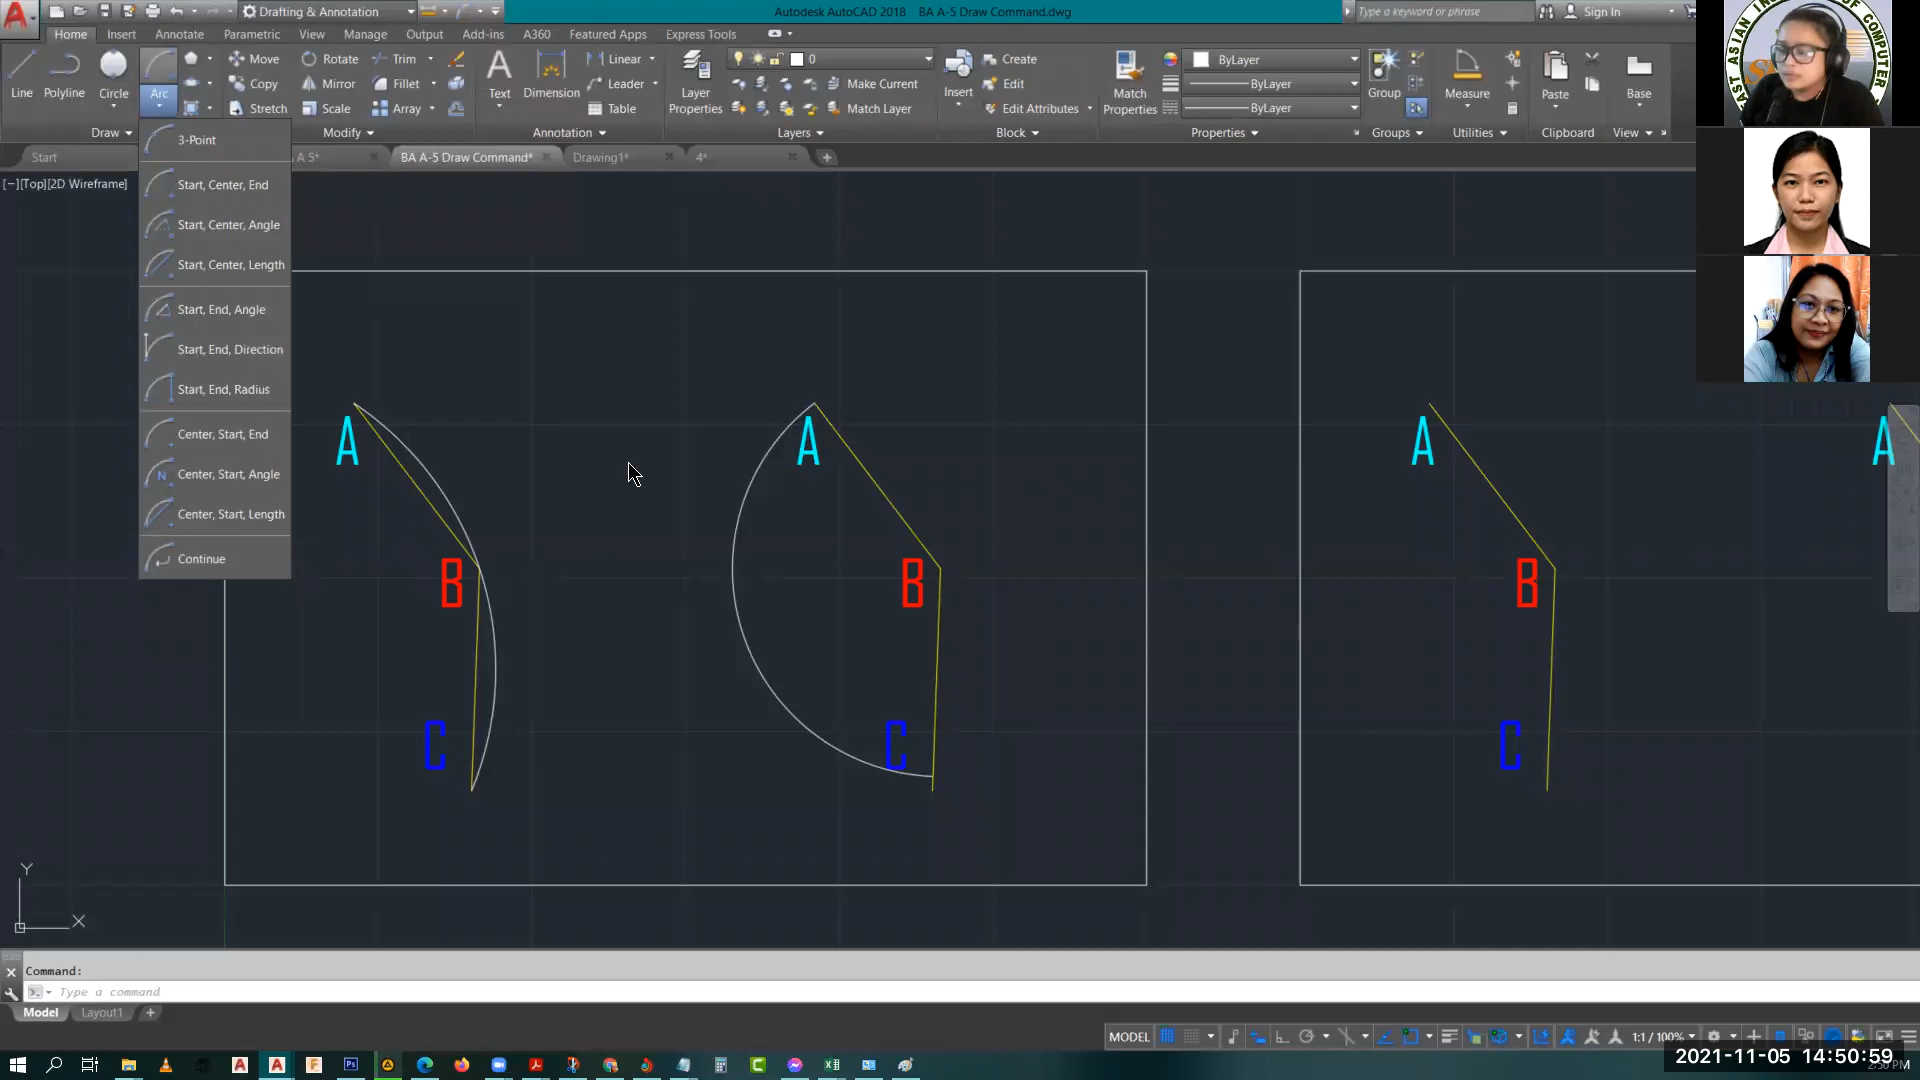 Drafting & Annotation
Autodesk AutoCAD 2018 BA A-5 Draw Command.dwg
Type a keyword or phrase
Sign In
Home Insert Annotate Parametric View Manage Output Add-ins A360 Featured Apps Express Tools
Line Polyline Circle Arc
Move Rotate Trim
Copy Mirror Fillet
Stretch Scale Array
Text Dimension
Linear
Leader
Table
Layer Properties
0
Make Current
Match Layer
Insert
Create
Edit
Edit Attributes
Match Properties
ByLayer
ByLayer
ByLayer
Group Measure Paste Base
Draw Modify Annotation Layers Block Properties Groups Utilities Clipboard View
Start A 5* BA A-5 Draw Command* Drawing1* 4*
[−][Top][2D Wireframe]
3-Point
Start, Center, End
Start, Center, Angle
Start, Center, Length
Start, End, Angle
Start, End, Direction
Start, End, Radius
Center, Start, End
Center, Start, Angle
Center, Start, Length
Continue
A A A A
B B B
C C C
Y
X
Command:
Type a command
Model Layout1
MODEL
1:1 / 100%
2021-11-05 14:50:59